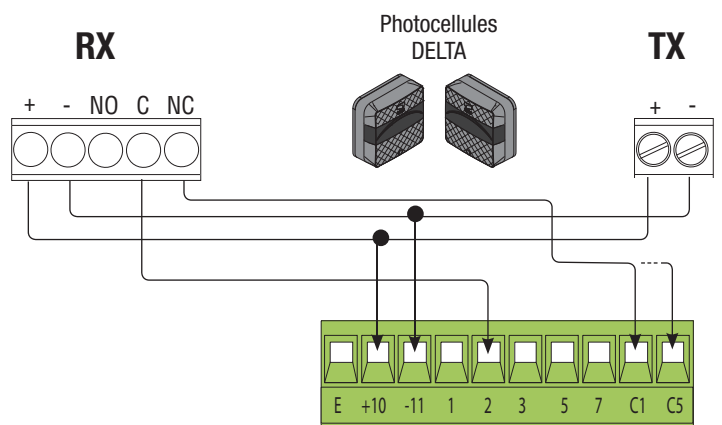 Photocellules
DELTA
RX
TX
+ - NO C NC
+ -
E +10 -11 1 2 3 5 7 C1 C5